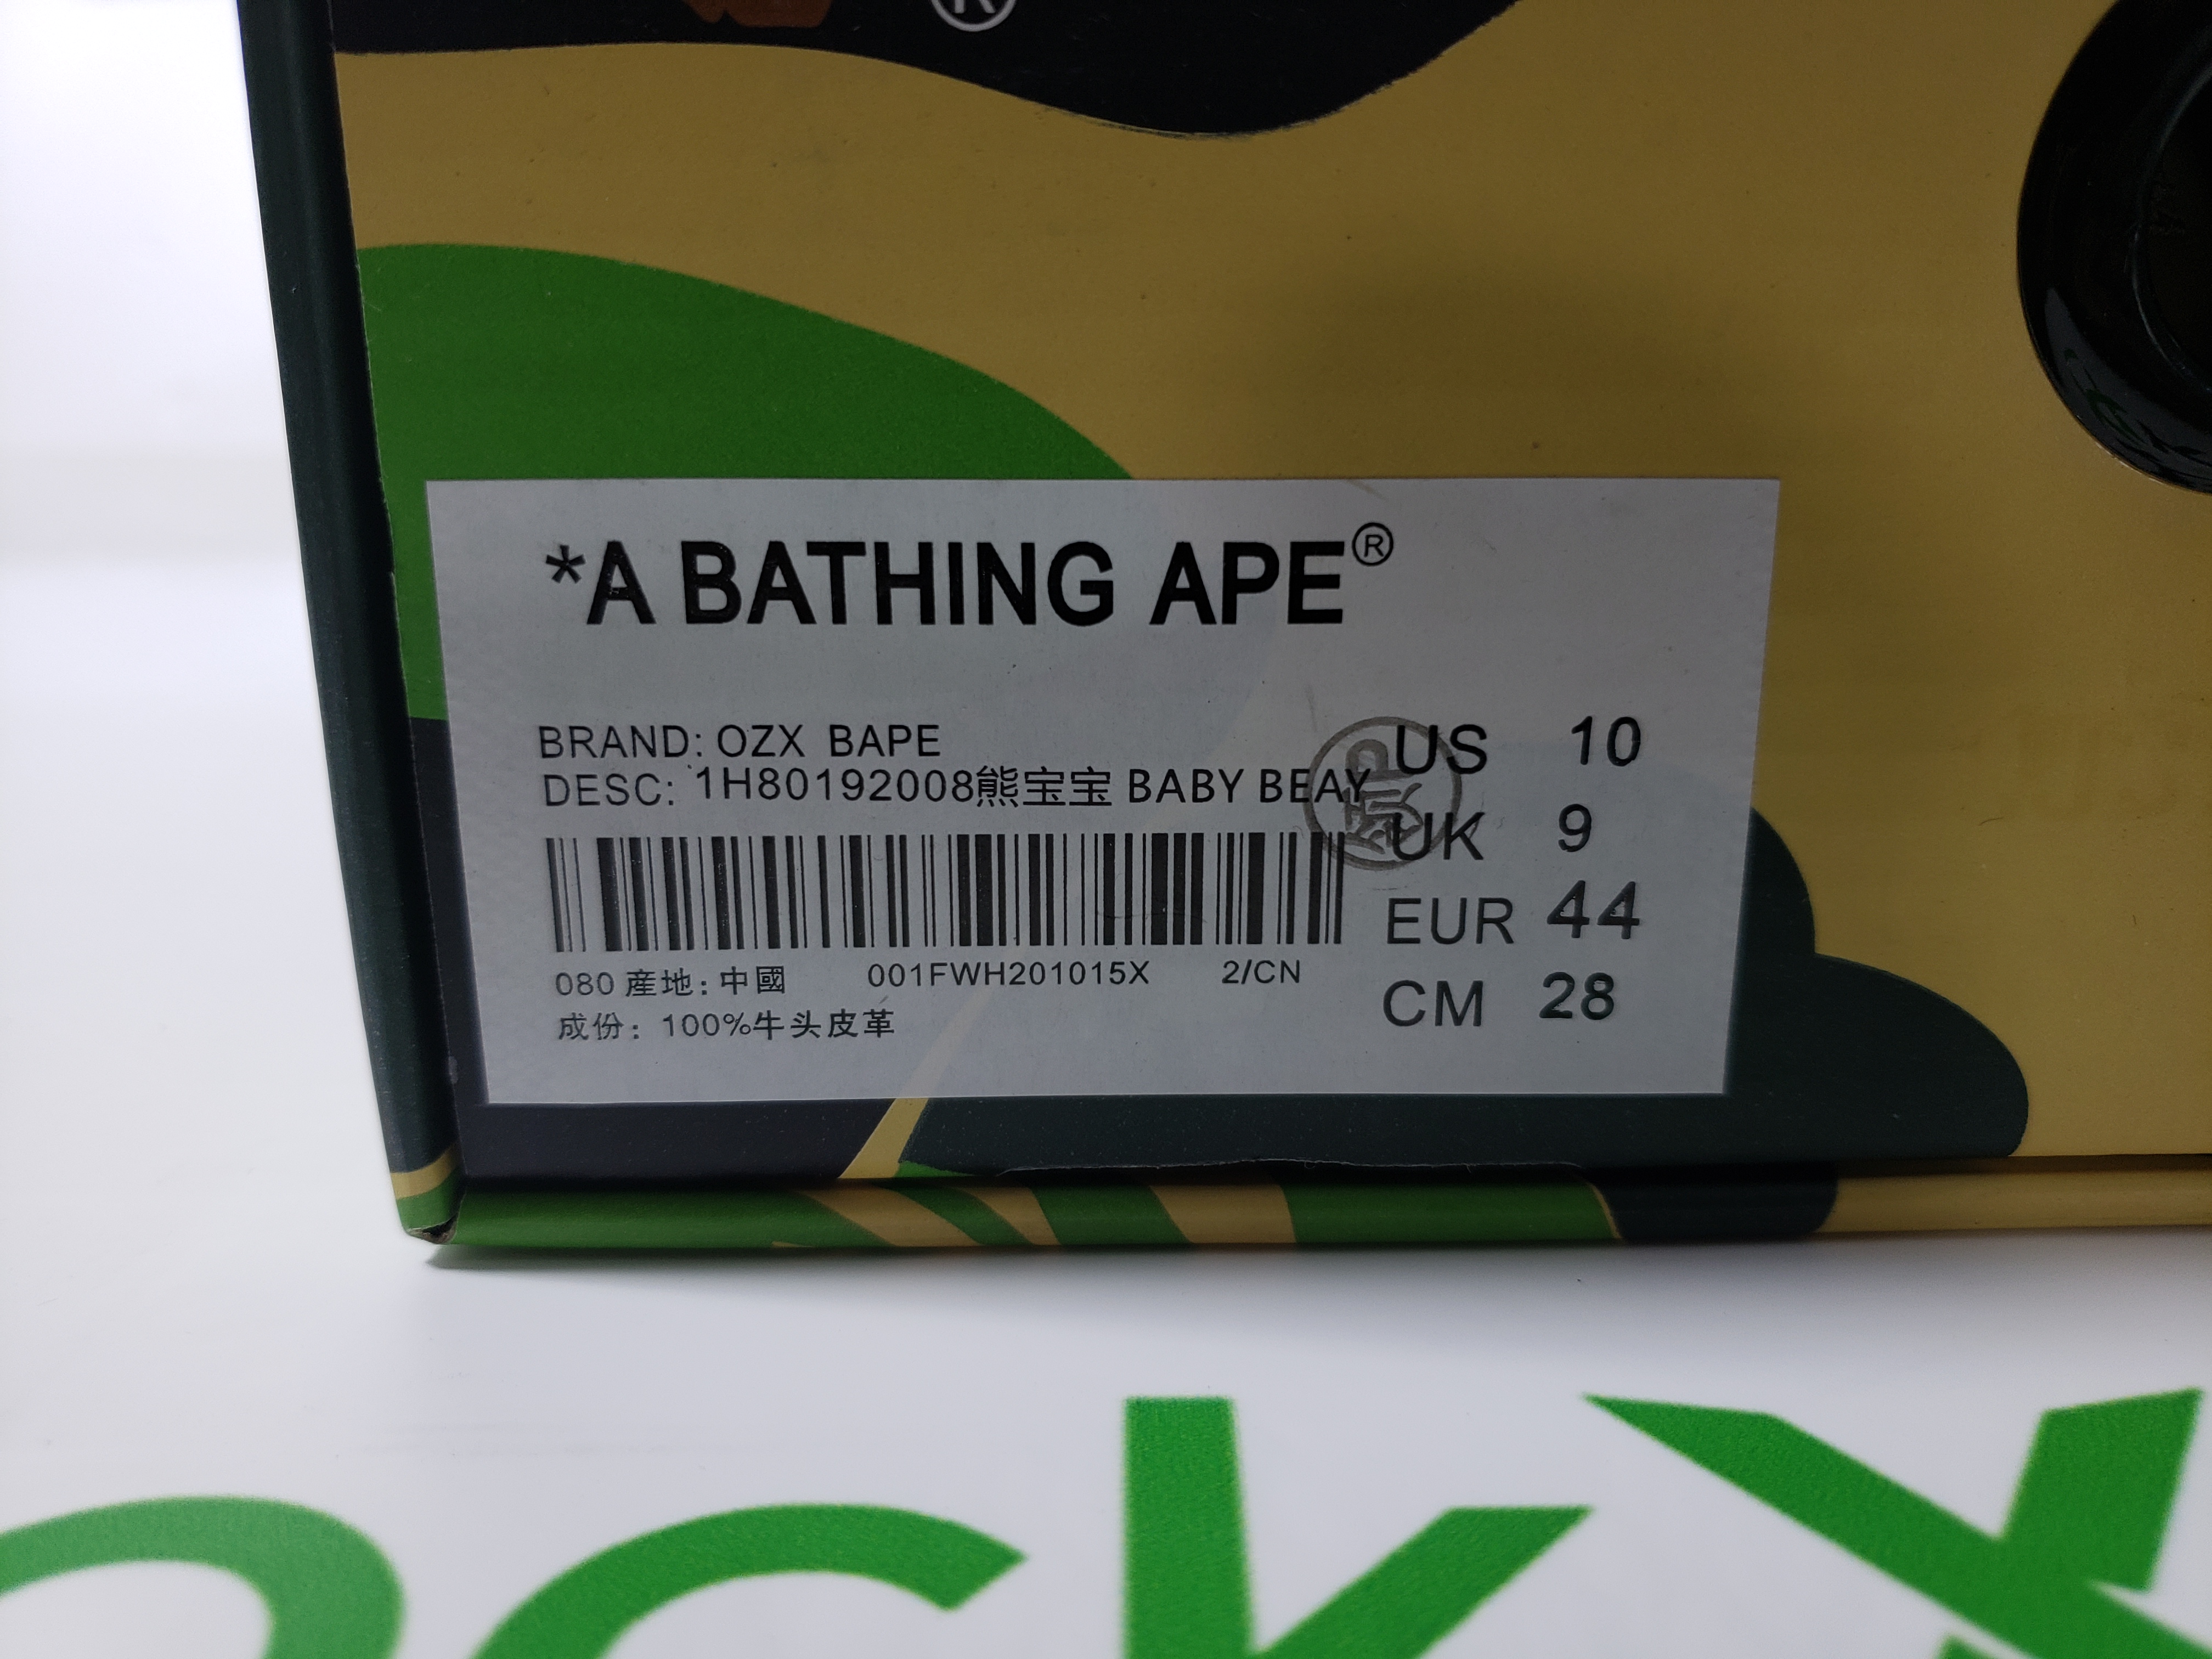 ®
*A BATHING APE®
BRAND: OZX BAPE
DESC: 1H80192008熊宝宝 BABY BEAY
US 10
UK 9
EUR 44
CM 28
080 産地: 中國 001FWH201015X 2/CN
成份: 100%牛头皮革
ckX